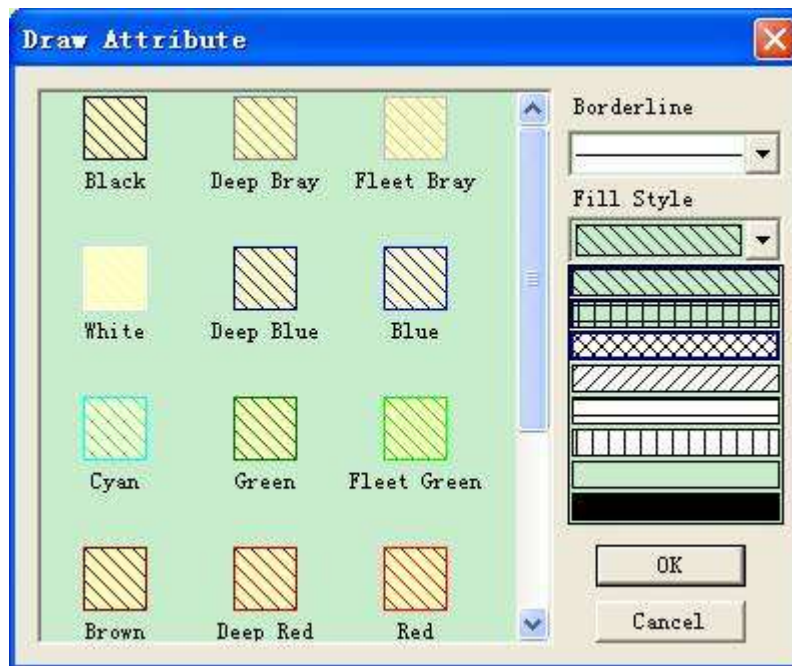 Draw Attribute
Borderline
Black Deep Bray Fleet Bray
Fill Style
White Deep Blue Blue
Cyan Green Fleet Green
OK
Brown Deep Red Red
Cancel